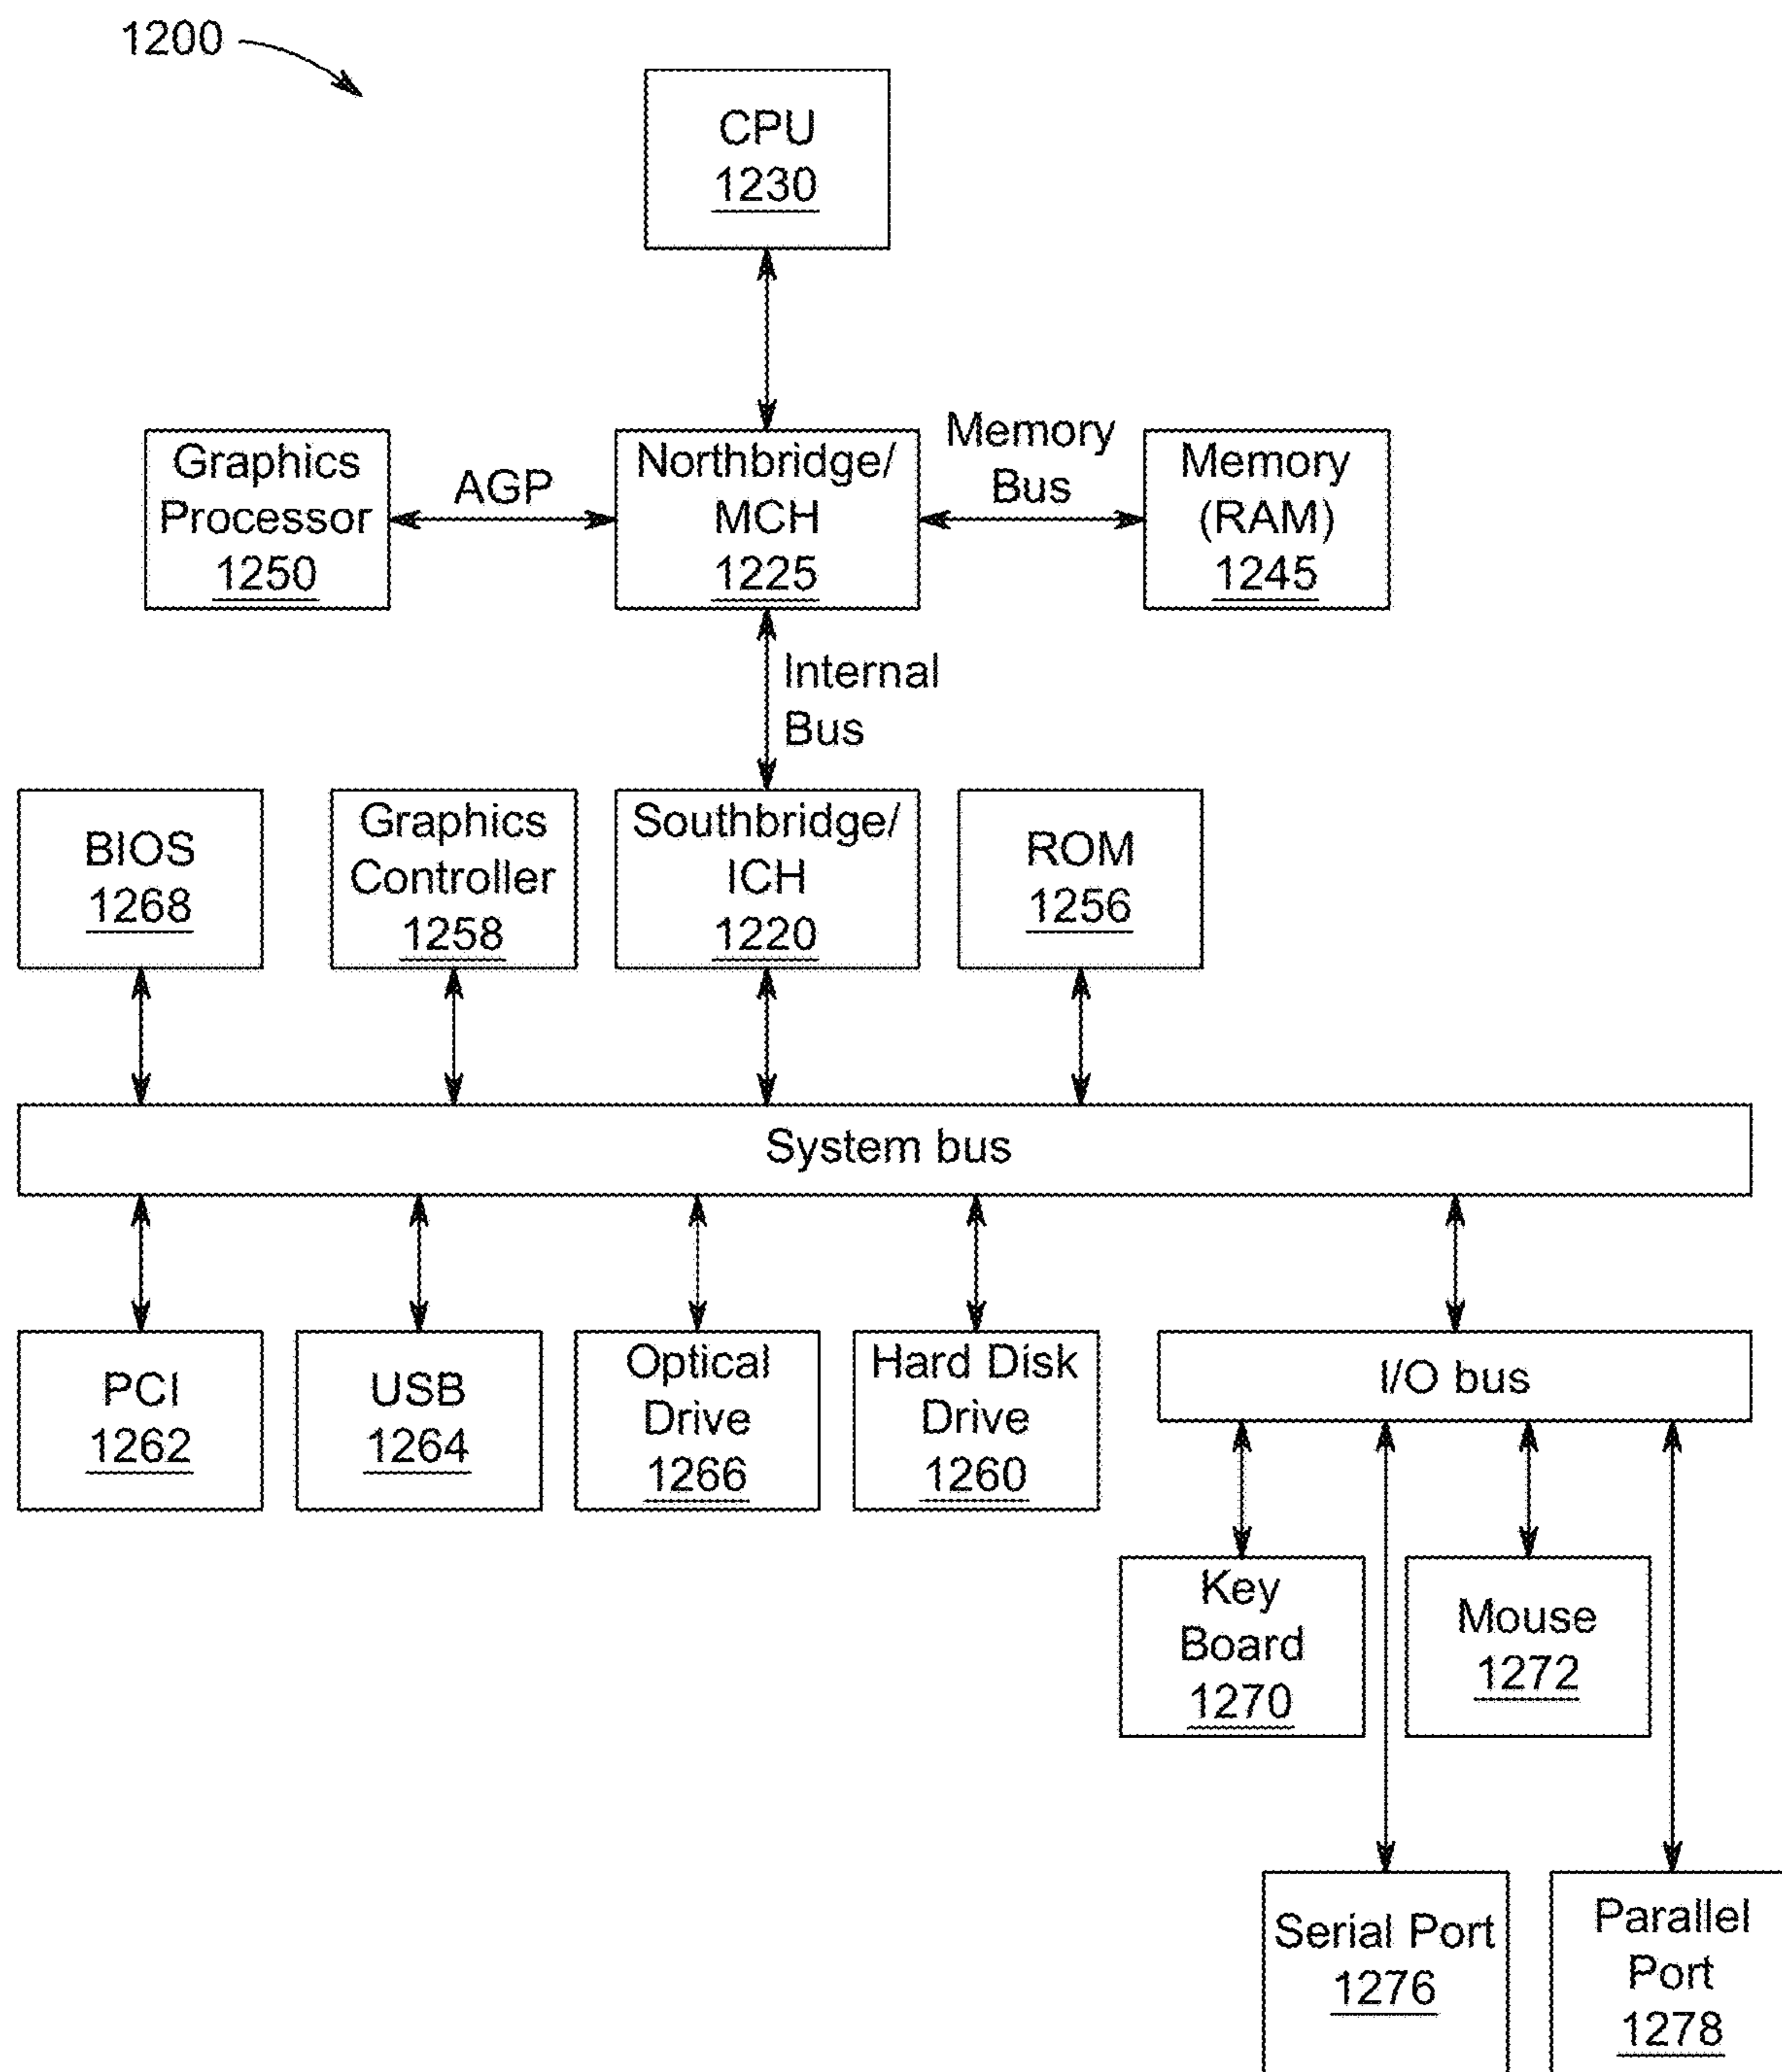 1200
CPU
1230
Graphics
Processor
1250
AGP
Northbridge/
MCH
1225
Memory
Bus
Memory
(RAM)
1245
Internal
Bus
BIOS
1268
Graphics
Controller
1258
Southbridge/
ICH
1220
ROM
1256
System bus
PCI
1262
USB
1264
Optical
Drive
1266
Hard Disk
Drive
1260
I/O bus
Key
Board
1270
Mouse
1272
Serial Port
1276
Parallel
Port
1278